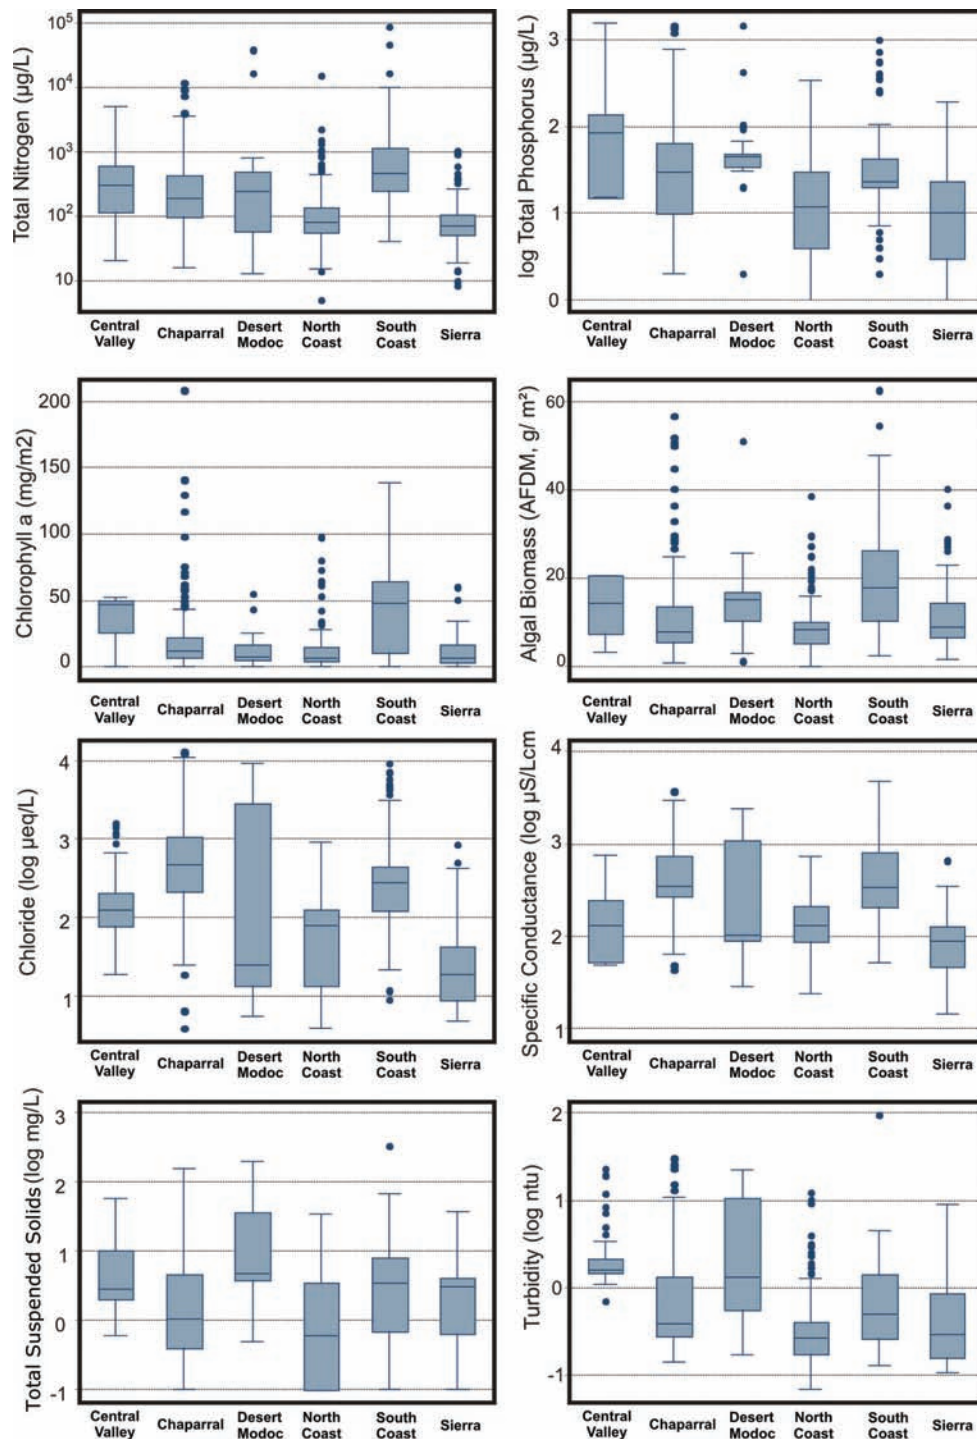 Total Nitrogen (µg/L)
10⁵
10⁴
10³
10²
10
Central Valley
Chaparral
Desert Modoc
North Coast
South Coast
Sierra
log Total Phosphorus (µg/L)
3
2
1
0
Central Valley
Chaparral
Desert Modoc
North Coast
South Coast
Sierra
Chlorophyll a (mg/m2)
200
150
100
50
0
Central Valley
Chaparral
Desert Modoc
North Coast
South Coast
Sierra
Algal Biomass (AFDM, g/ m²)
60
40
20
0
Central Valley
Chaparral
Desert Modoc
North Coast
South Coast
Sierra
Chloride (log µeq/L)
4
3
2
1
Central Valley
Chaparral
Desert Modoc
North Coast
South Coast
Sierra
Specific Conductance (log µS/Lcm
4
3
2
1
Central Valley
Chaparral
Desert Modoc
North Coast
South Coast
Sierra
Total Suspended Solids (log mg/L)
3
2
1
0
-1
Central Valley
Chaparral
Desert Modoc
North Coast
South Coast
Sierra
Turbidity (log ntu)
2
1
0
-1
Central Valley
Chaparral
Desert Modoc
North Coast
South Coast
Sierra